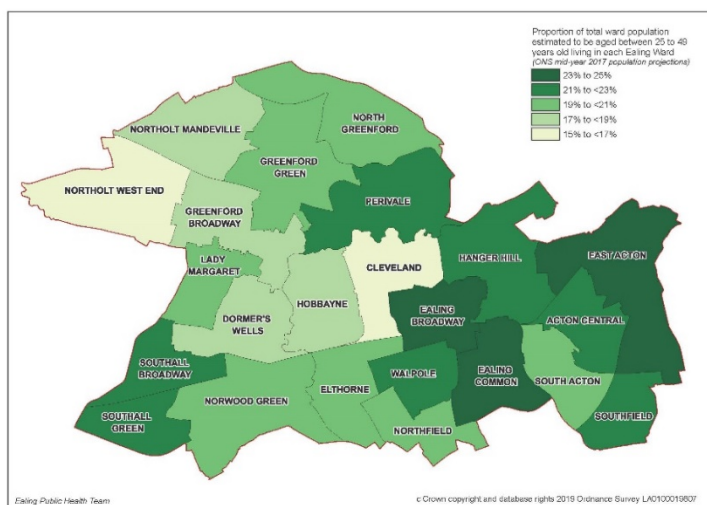 Proportion of total ward population
estimated to be aged between 25 to 49
years old living in each Ealing Ward
(ONS mid-year 2017 population projections)
23% to 25%
21% to <23%
19% to <21%
17% to <19%
15% to <17%
NORTHOLT MANDEVILLE
NORTH
GREENFORD
GREENFORD
GREEN
NORTHOLT WEST END
PERIVALE
GREENFORD
BROADWAY
LADY
MARGARET
CLEVELAND
HANGER HILL
EAST ACTON
HOBBAYNE
DORMER'S
WELLS
EALING
BROADWAY
ACTON CENTRAL
SOUTHALL
BROADWAY
WALPOLE
EALING
COMMON
SOUTH ACTON
ELTHORNE
NORWOOD GREEN
SOUTHALL
GREEN
SOUTHFIELD
NORTHFIELD
Ealing Public Health Team
c Crown copyright and database rights 2019 Ordnance Survey LA0100019807